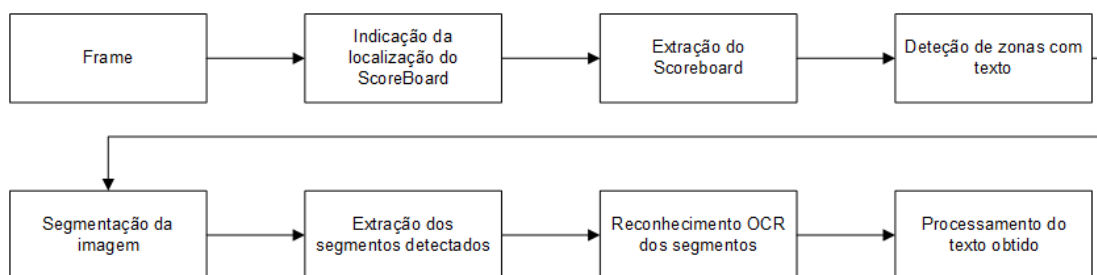 Frame
Indicação da
localização do
ScoreBoard
Extração do
Scoreboard
Deteção de zonas com
texto
Segmentação da
imagem
Extração dos
segmentos detectados
Reconhecimento OCR
dos segmentos
Processamento do
texto obtido